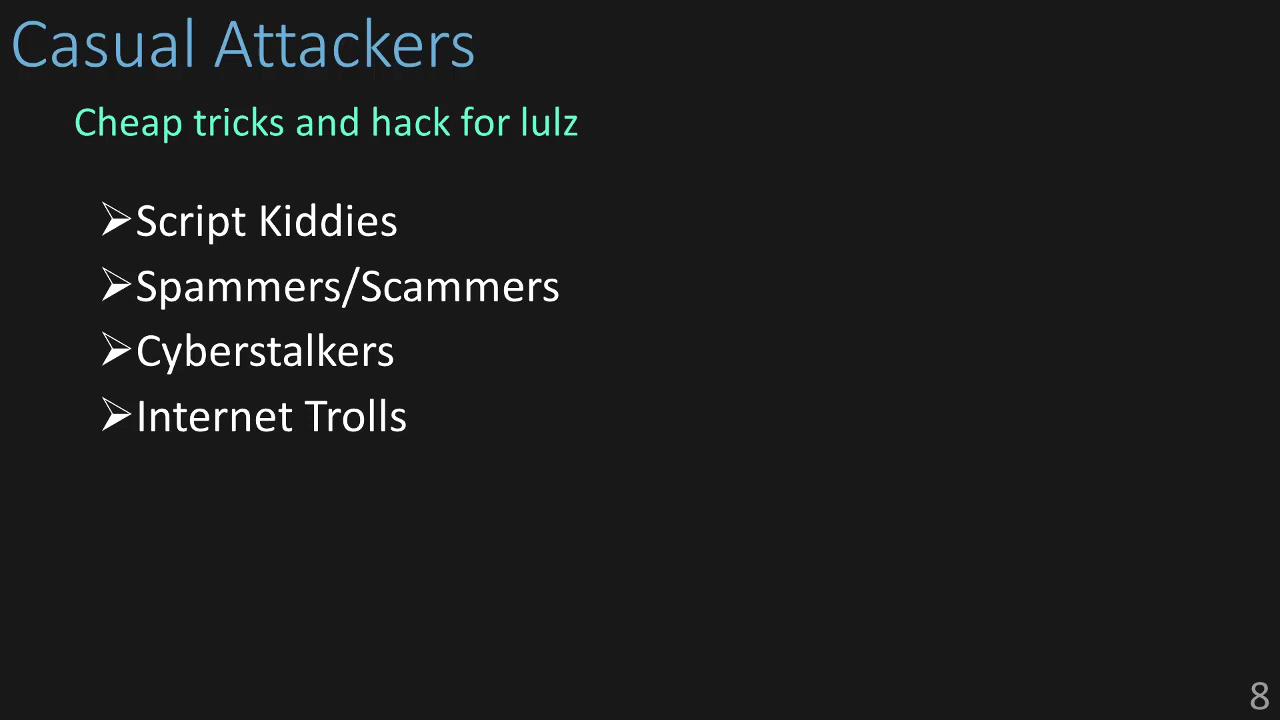 Casual Attackers
Cheap tricks and hack for lulz
➢Script Kiddies
➢Spammers/Scammers
➢Cyberstalkers
➢Internet Trolls
8